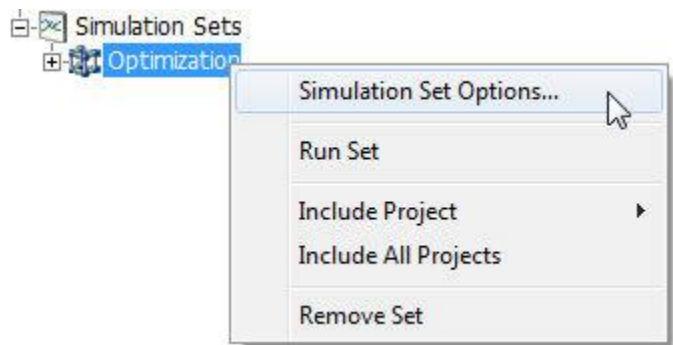 Simulation Sets
Optimization
Simulation Set Options...
Run Set
Include Project
Include All Projects
Remove Set